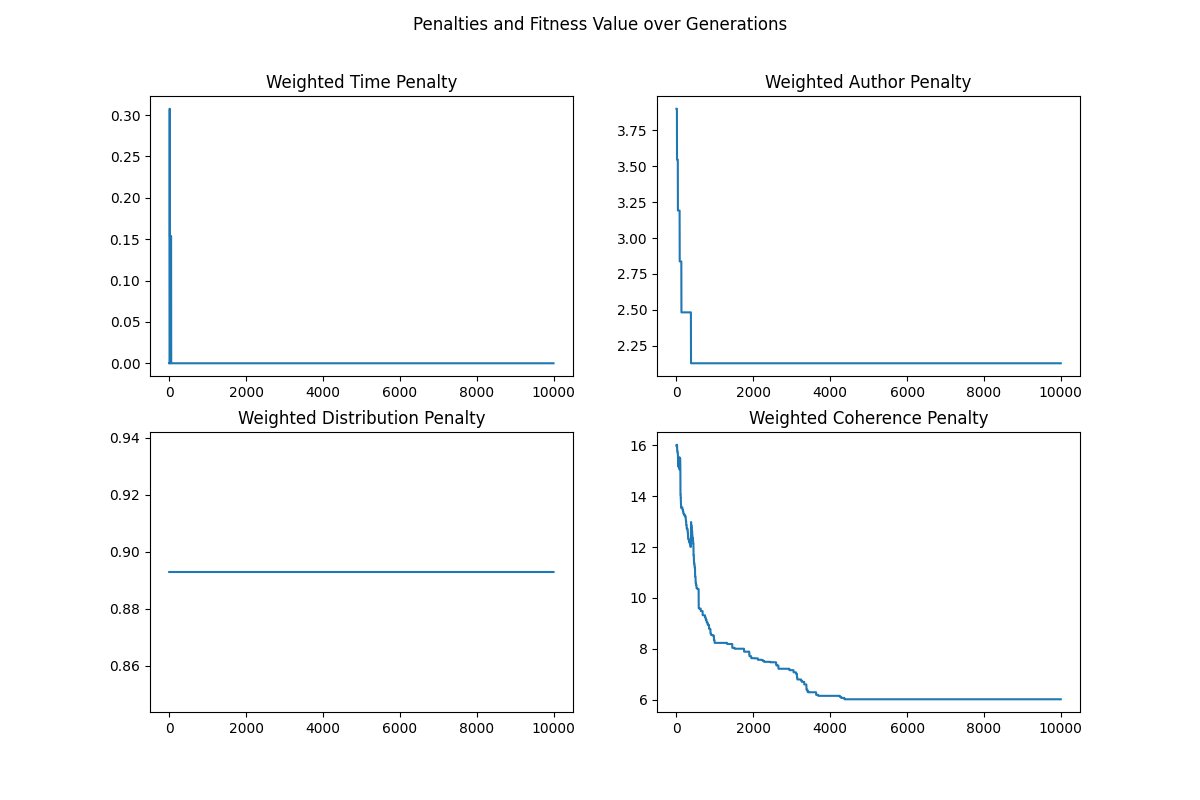 Penalties and Fitness Value over Generations
Weighted Time Penalty
0.30
0.25
0.20
0.15
0.10
0.05
0.00
0 2000 4000 6000 8000 10000
Weighted Author Penalty
3.75
3.50
3.25
3.00
2.75
2.50
2.25
0 2000 4000 6000 8000 10000
Weighted Distribution Penalty
0.94
0.92
0.90
0.88
0.86
0 2000 4000 6000 8000 10000
Weighted Coherence Penalty
16
14
12
10
8
6
0 2000 4000 6000 8000 10000